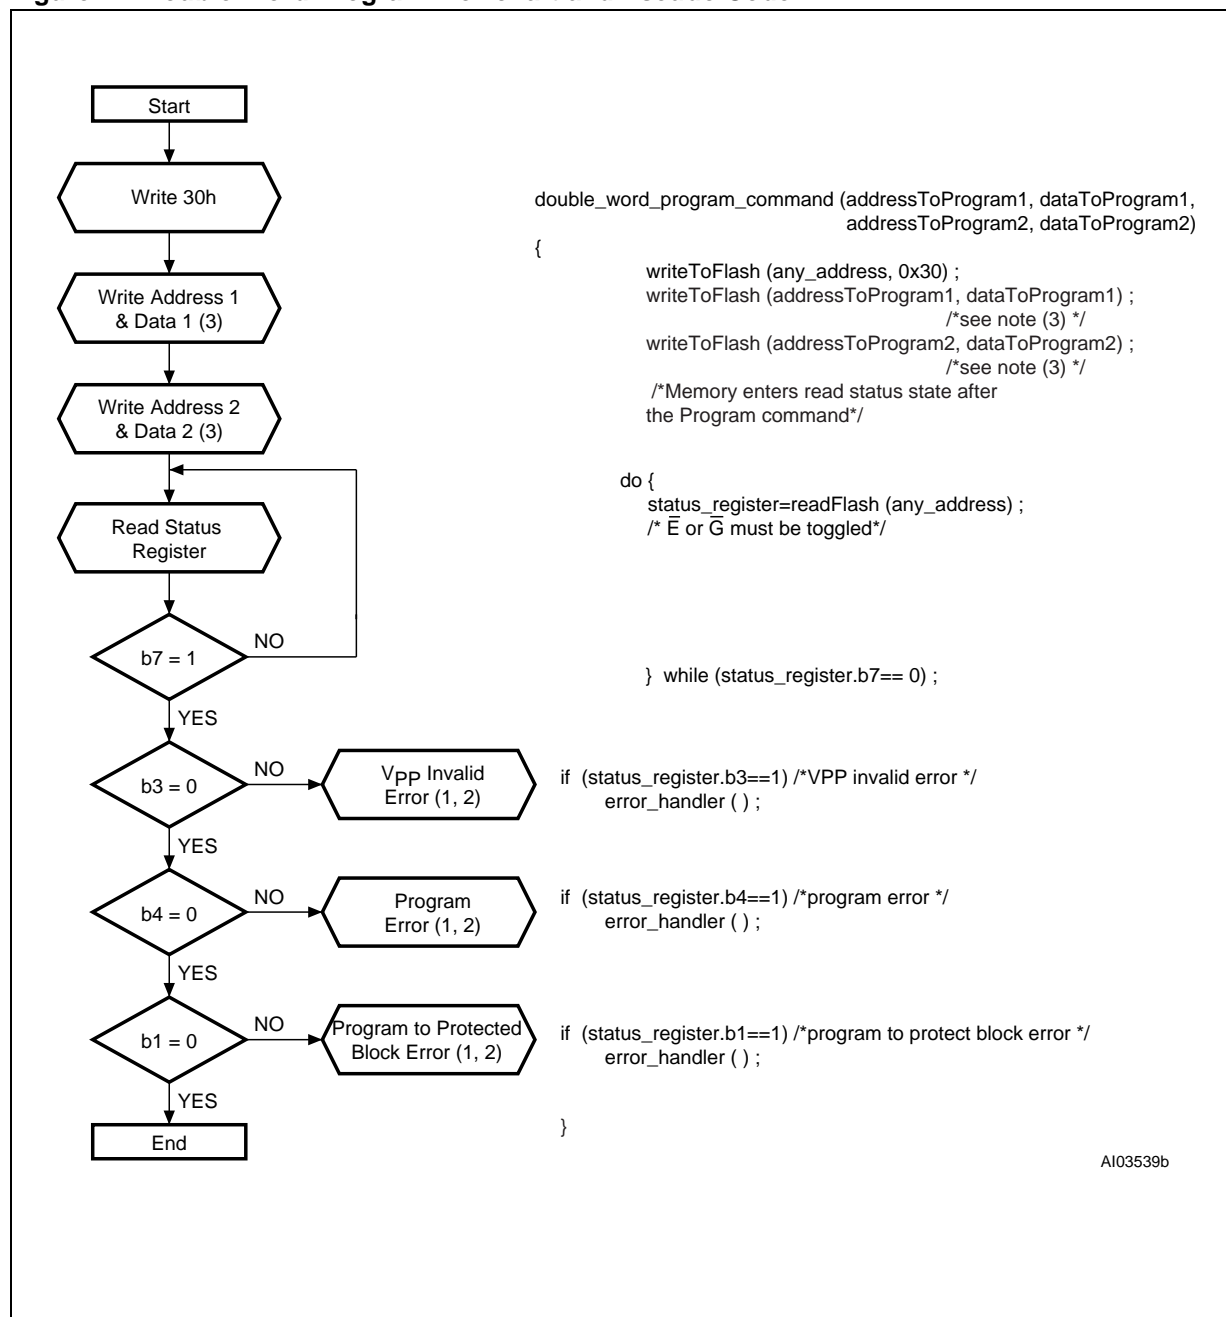 Start
Write 30h
Write Address 1
& Data 1 (3)
Write Address 2
& Data 2 (3)
Read Status
Register
NO
b7 = 1
YES
NO
b3 = 0
VPP Invalid
Error (1, 2)
YES
NO
b4 = 0
Program
Error (1, 2)
YES
NO
b1 = 0
Program to Protected
Block Error (1, 2)
YES
End
double_word_program_command (addressToProgram1, dataToProgram1,
addressToProgram2, dataToProgram2)
{
writeToFlash (any_address, 0x30) ;
writeToFlash (addressToProgram1, dataToProgram1) ;
/*see note (3) */
writeToFlash (addressToProgram2, dataToProgram2) ;
/*see note (3) */
/*Memory enters read status state after
the Program command*/
do {
status_register=readFlash (any_address) ;
/* E̅ or G̅ must be toggled*/
} while (status_register.b7== 0) ;
if (status_register.b3==1) /*VPP invalid error */
error_handler ( ) ;
if (status_register.b4==1) /*program error */
error_handler ( ) ;
if (status_register.b1==1) /*program to protect block error */
error_handler ( ) ;
}
AI03539b